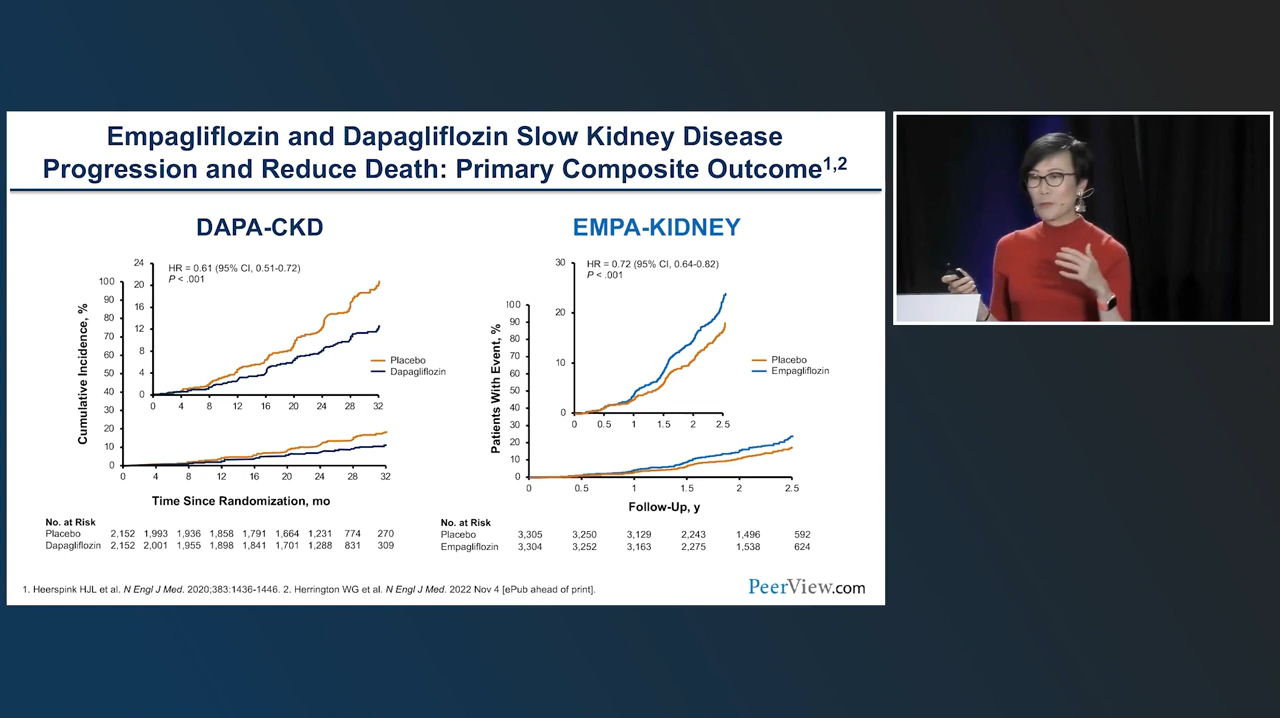 Empagliflozin and Dapagliflozin Slow Kidney Disease
Progression and Reduce Death: Primary Composite Outcome1,2
DAPA-CKD
HR = 0.61 (95% CI, 0.51-0.72)
P < .001
Cumulative Incidence, %
100
90
80
70
60
50
40
30
20
10
0
24
20
16
12
8
4
0
0 4 8 12 16 20 24 28 32
Placebo
Dapagliflozin
0 4 8 12 16 20 24 28 32
Time Since Randomization, mo
No. at Risk
Placebo 2,152 1,993 1,936 1,858 1,791 1,664 1,231 774 270
Dapagliflozin 2,152 2,001 1,955 1,898 1,841 1,701 1,288 831 309
EMPA-KIDNEY
HR = 0.72 (95% CI, 0.64-0.82)
P < .001
Patients With Event, %
100
90
80
70
60
50
40
30
20
10
0
30
20
10
0
0 0.5 1 1.5 2 2.5
Placebo
Empagliflozin
0 0.5 1 1.5 2 2.5
Follow-Up, y
No. at Risk
Placebo 3,305 3,250 3,129 2,243 1,496 592
Empagliflozin 3,304 3,252 3,163 2,275 1,538 624
1. Heerspink HJL et al. N Engl J Med. 2020;383:1436-1446. 2. Herrington WG et al. N Engl J Med. 2022 Nov 4 [ePub ahead of print].
PeerView.com